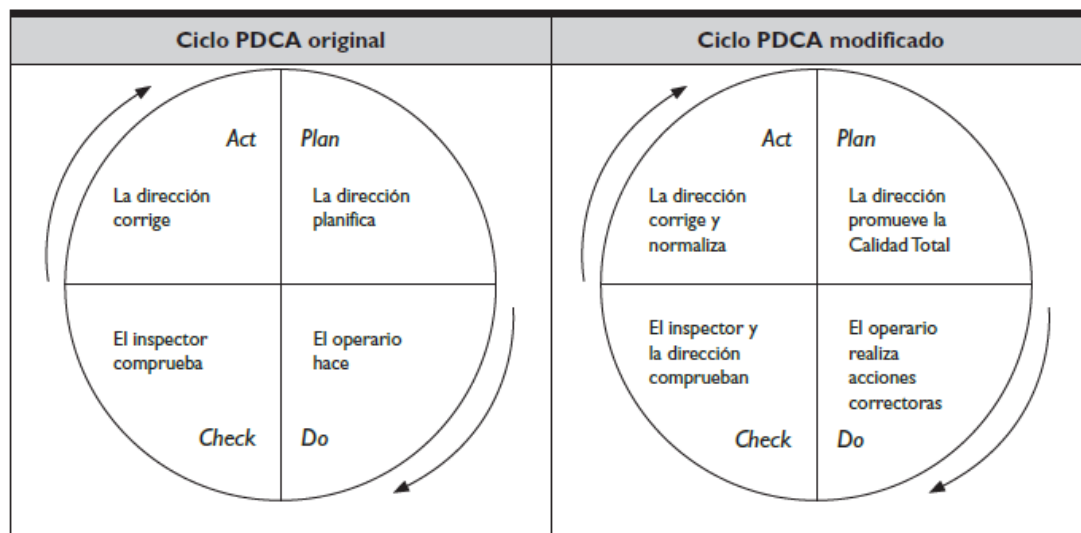 Ciclo PDCA original
Act
Plan
La dirección
corrige
La dirección
planifica
El inspector
comprueba
El operario
hace
Check
Do
Ciclo PDCA modificado
Act
Plan
La dirección
corrige y
normaliza
La dirección
promueve la
Calidad Total
El inspector y
la dirección
comprueban
El operario
realiza
acciones
correctoras
Check
Do